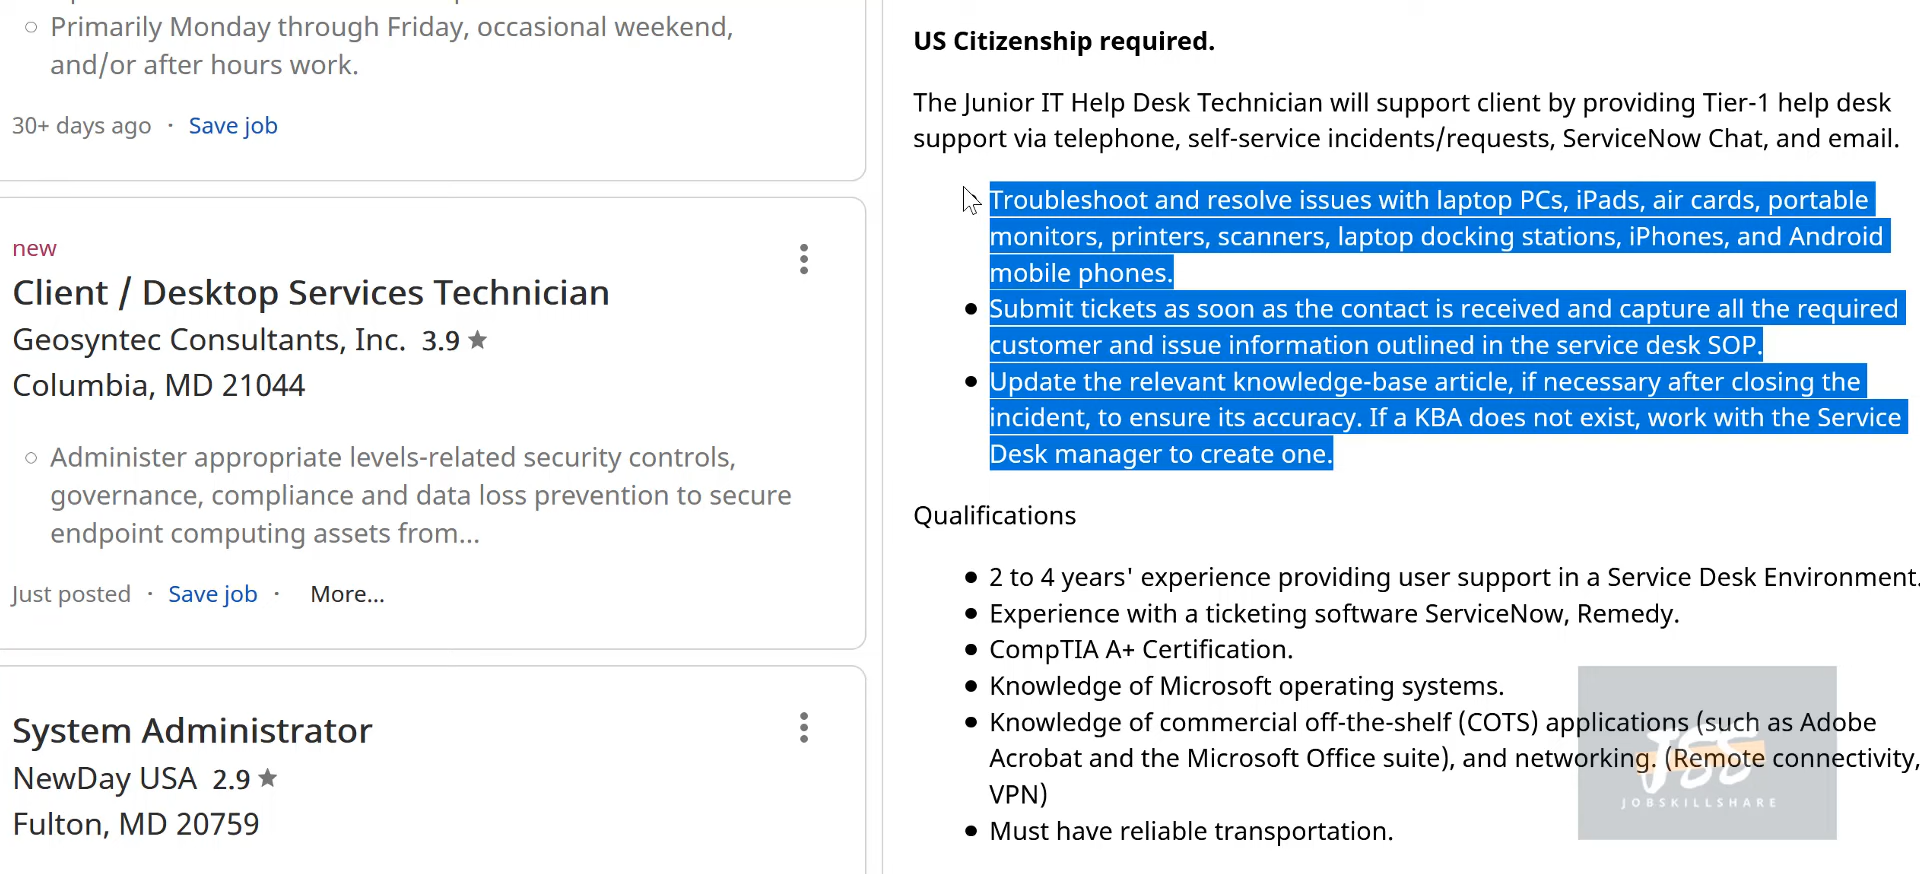 Primarily Monday through Friday, occasional weekend,
and/or after hours work.
30+ days ago · Save job
new
Client / Desktop Services Technician
Geosyntec Consultants, Inc. 3.9 ★
Columbia, MD 21044
Administer appropriate levels-related security controls,
governance, compliance and data loss prevention to secure
endpoint computing assets from...
Just posted · Save job · More...
System Administrator
NewDay USA 2.9 ★
Fulton, MD 20759
US Citizenship required.
The Junior IT Help Desk Technician will support client by providing Tier-1 help desk
support via telephone, self-service incidents/requests, ServiceNow Chat, and email.
Troubleshoot and resolve issues with laptop PCs, iPads, air cards, portable
monitors, printers, scanners, laptop docking stations, iPhones, and Android
mobile phones.
Submit tickets as soon as the contact is received and capture all the required
customer and issue information outlined in the service desk SOP.
Update the relevant knowledge-base article, if necessary after closing the
incident, to ensure its accuracy. If a KBA does not exist, work with the Service
Desk manager to create one.
Qualifications
2 to 4 years' experience providing user support in a Service Desk Environment.
Experience with a ticketing software ServiceNow, Remedy.
CompTIA A+ Certification.
Knowledge of Microsoft operating systems.
Knowledge of commercial off-the-shelf (COTS) applications (such as Adobe
Acrobat and the Microsoft Office suite), and networking. (Remote connectivity,
VPN)
Must have reliable transportation.
JSS
JOBSKILLSHARE